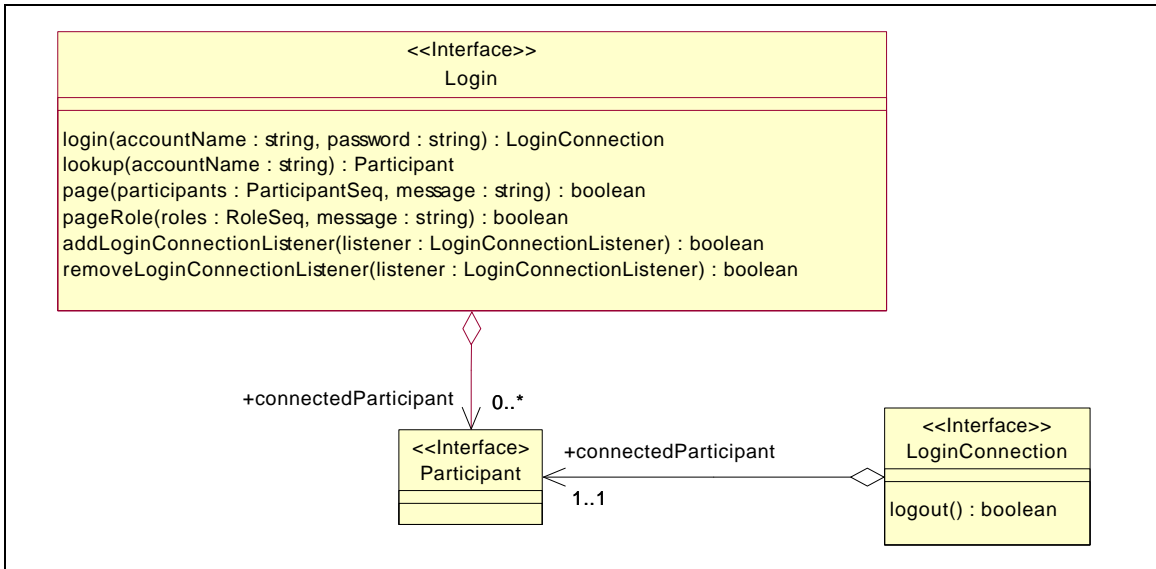 <<Interface>>
Login
login(accountName : string, password : string) : LoginConnection
lookup(accountName : string) : Participant
page(participants : ParticipantSeq, message : string) : boolean
pageRole(roles : RoleSeq, message : string) : boolean
addLoginConnectionListener(listener : LoginConnectionListener) : boolean
removeLoginConnectionListener(listener : LoginConnectionListener) : boolean
+connectedParticipant
0..*
<<Interface>
Participant
+connectedParticipant
1..1
<<Interface>>
LoginConnection
logout() : boolean